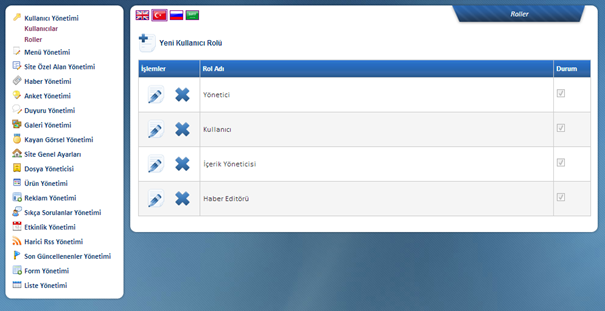 Kullanıcı Yönetimi
Kullanıcılar
Roller
Menü Yönetimi
Site Özel Alan Yönetimi
Haber Yönetimi
Anket Yönetimi
Duyuru Yönetimi
Galeri Yönetimi
Kayan Görsel Yönetimi
Site Genel Ayarları
Dosya Yöneticisi
Ürün Yönetimi
Reklam Yönetimi
Sıkça Sorulanlar Yönetimi
Etkinlik Yönetimi
Harici Rss Yönetimi
Son Güncellenenler Yönetimi
Form Yönetimi
Liste Yönetimi
Roller
Yeni Kullanıcı Rolü
İşlemler Rol Adı Durum
Yönetici
Kullanıcı
İçerik Yöneticisi
Haber Editörü